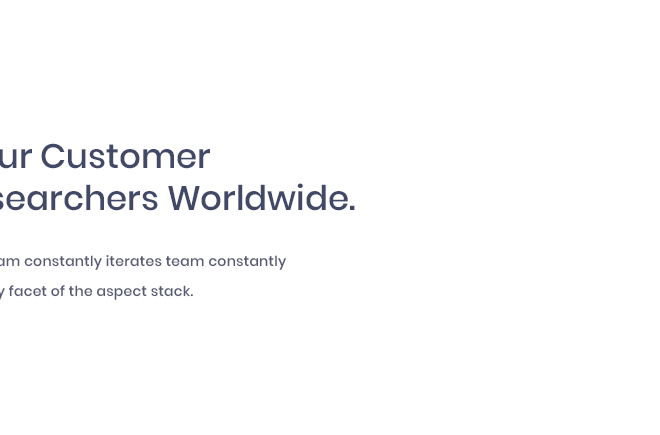 ur Customer
searchers Worldwide.
am constantly iterates team constantly
y facet of the aspect stack.